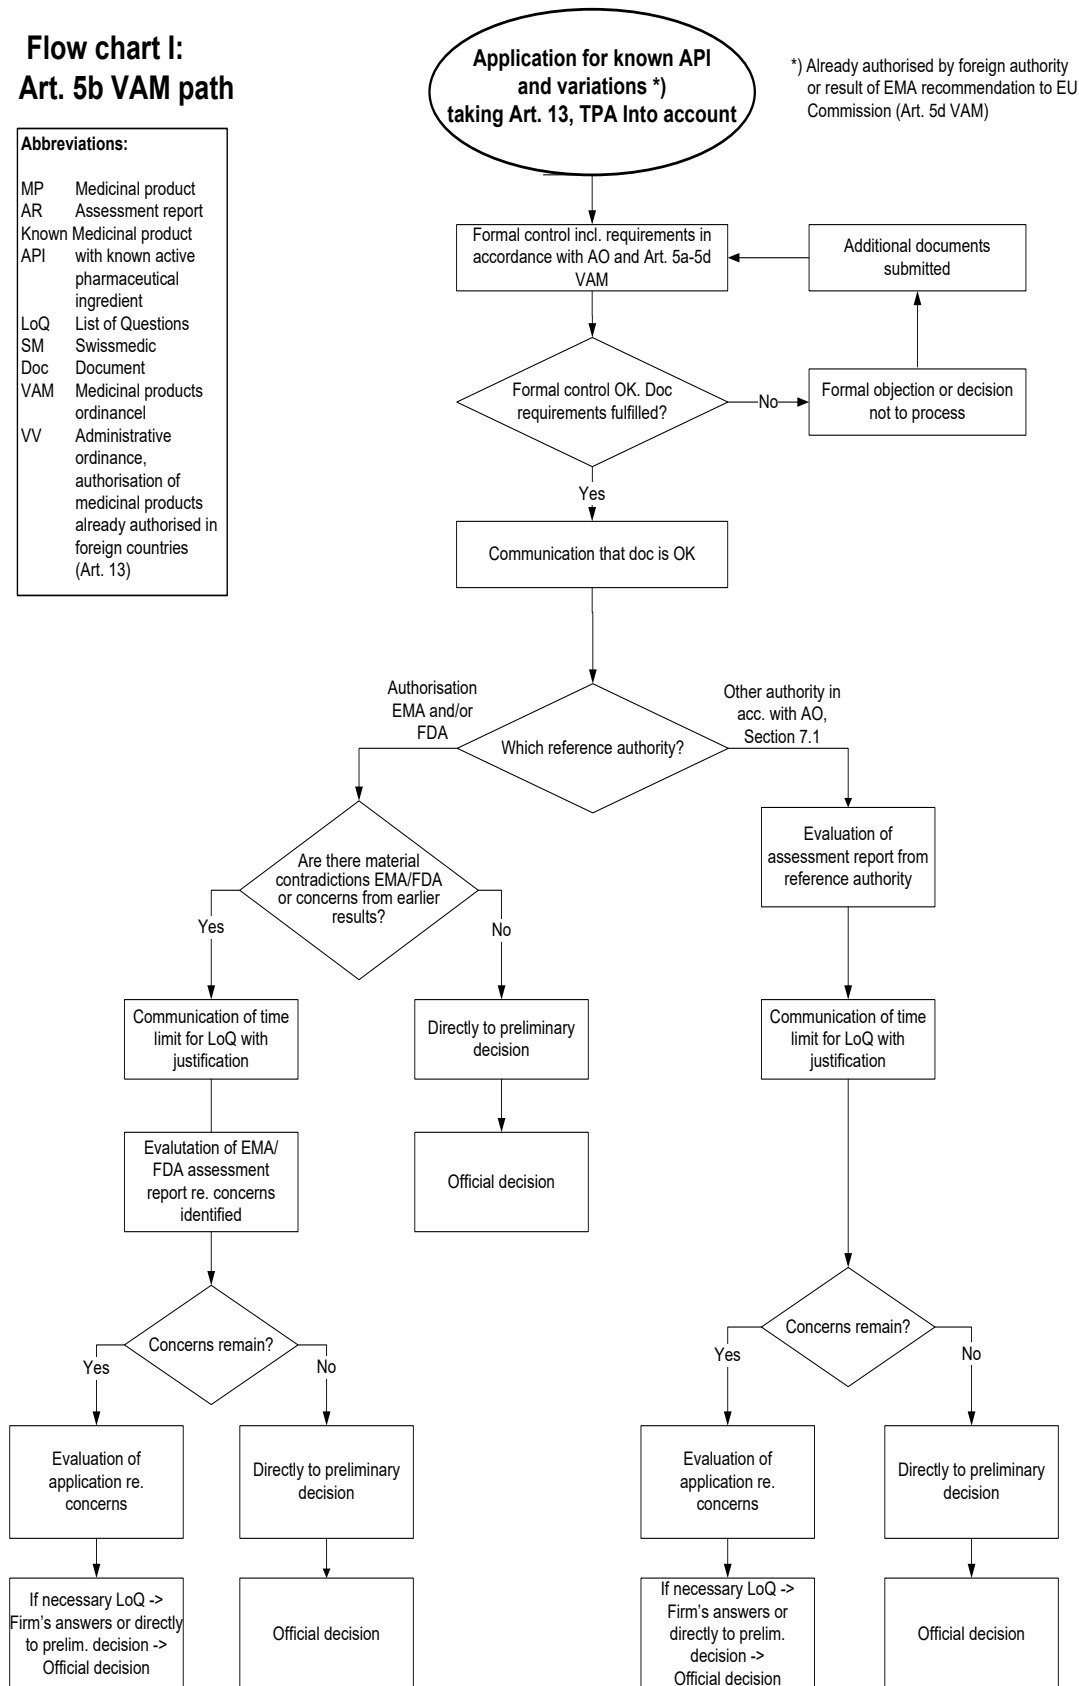 Flow chart I:
Art. 5b VAM path
Application for known API
and variations *)
taking Art. 13, TPA Into account
*) Already authorised by foreign authority
or result of EMA recommendation to EU
Commission (Art. 5d VAM)
Abbreviations:
MP Medicinal product
AR Assessment report
Known Medicinal product
API with known active
pharmaceutical
ingredient
LoQ List of Questions
SM Swissmedic
Doc Document
VAM Medicinal products
ordinancel
VV Administrative
ordinance,
authorisation of
medicinal products
already authorised in
foreign countries
(Art. 13)
Formal control incl. requirements in
accordance with AO and Art. 5a-5d
VAM
Additional documents
submitted
Formal control OK. Doc
requirements fulfilled?
No
Formal objection or decision
not to process
Yes
Communication that doc is OK
Authorisation
EMA and/or
FDA
Which reference authority?
Other authority in
acc. with AO,
Section 7.1
Are there material
contradictions EMA/FDA
or concerns from earlier
results?
Evaluation of
assessment report from
reference authority
Yes
No
Communication of time
limit for LoQ with
justification
Directly to preliminary
decision
Communication of time
limit for LoQ with
justification
Evalutation of EMA/
FDA assessment
report re. concerns
identified
Official decision
Concerns remain?
Yes
No
Concerns remain?
Yes
No
Evaluation of
application re.
concerns
Directly to preliminary
decision
Evaluation of
application re.
concerns
Directly to preliminary
decision
If necessary LoQ ->
Firm's answers or directly
to prelim. decision ->
Official decision
Official decision
If necessary LoQ ->
Firm's answers or
directly to prelim.
decision ->
Official decision
Official decision